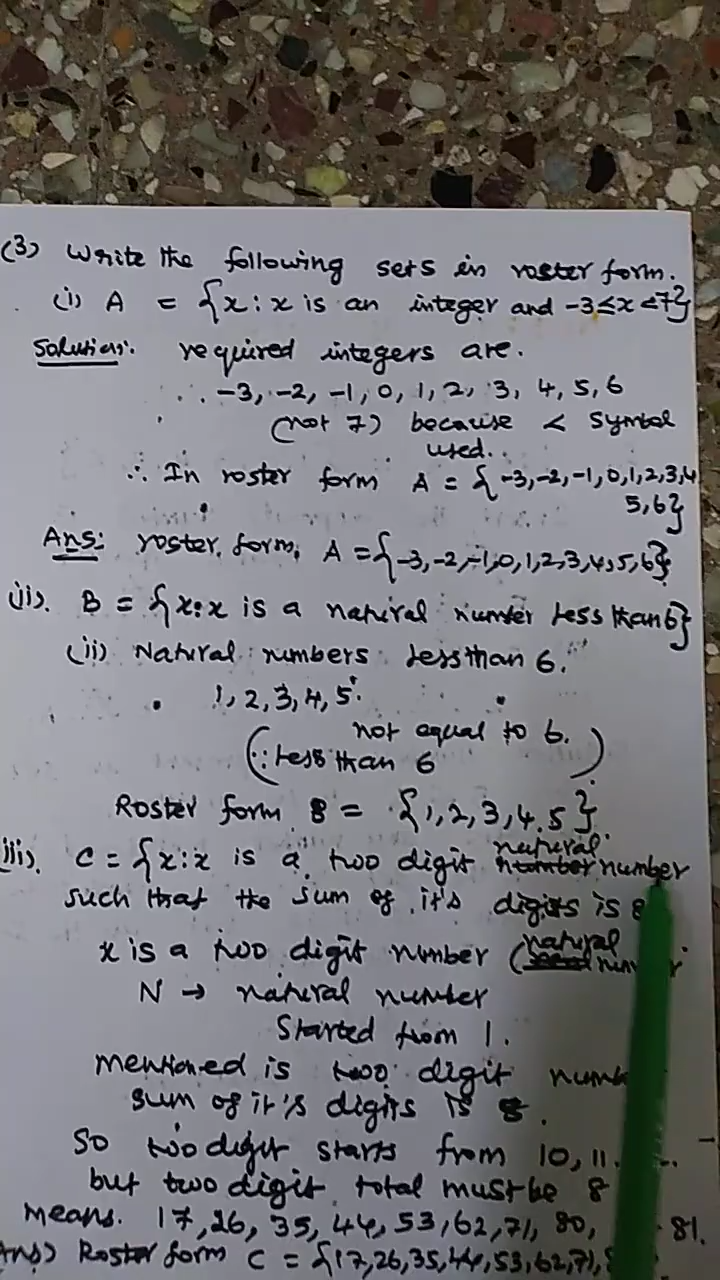 (3) Write the following sets in roster form.
(i) A = {x : x is an integer and -3 ≤ x < 7}
Solution: required integers are.
∴ -3, -2, -1, 0, 1, 2, 3, 4, 5, 6
(not 7) because < symbol
used..
∴ In roster form A = {-3, -2, -1, 0, 1, 2, 3, 4
5, 6}
Ans: roster form, A = {-3, -2, -1, 0, 1, 2, 3, 4, 5, 6}
(ii). B = {x : x is a natural number less than 6}
(ii) Natural numbers less than 6.
1, 2, 3, 4, 5.
not equal to 6.
(∵ less than 6 )
Roster form B = {1, 2, 3, 4, 5}
(iii). C = {x : x is a two digit natural number
such that the sum of it's digits is 8
x is a two digit number (natural number
N → natural number
Started from 1.
mentioned is two digit
sum of it's digits is 8.
So two digit starts from 10, 11. ...
but two digit total must be 8
means. 17, 26, 35, 44, 53, 62, 71, 80, 81.
Ans) Roster form C = {17, 26, 35, 44, 53, 62, 71,